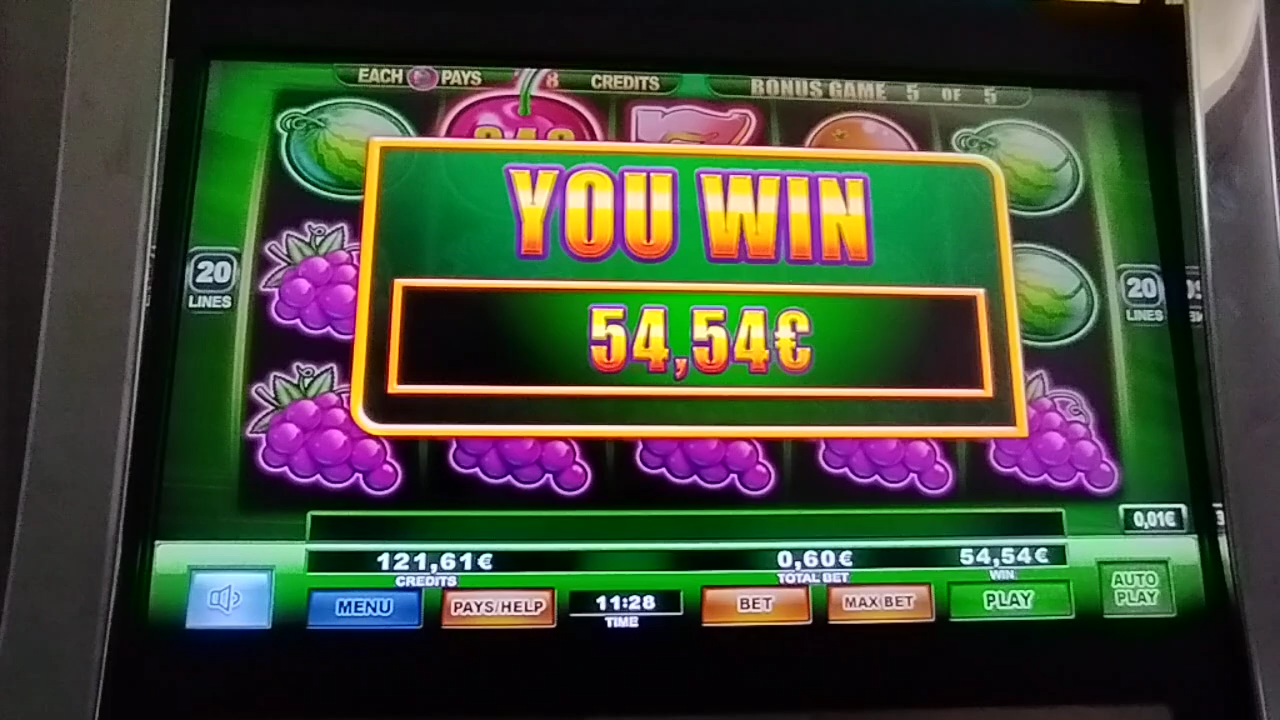 EACH PAYS 8 CREDITS
BONUS GAME 5 OF 5
YOU WIN
54,54€
20
LINES
20
LINES
0,01€
121,61€
CREDITS
0,60€
TOTAL BET
54,54€
WIN
MENU
PAYS/HELP
11:28
TIME
BET
MAX BET
PLAY
AUTO
PLAY